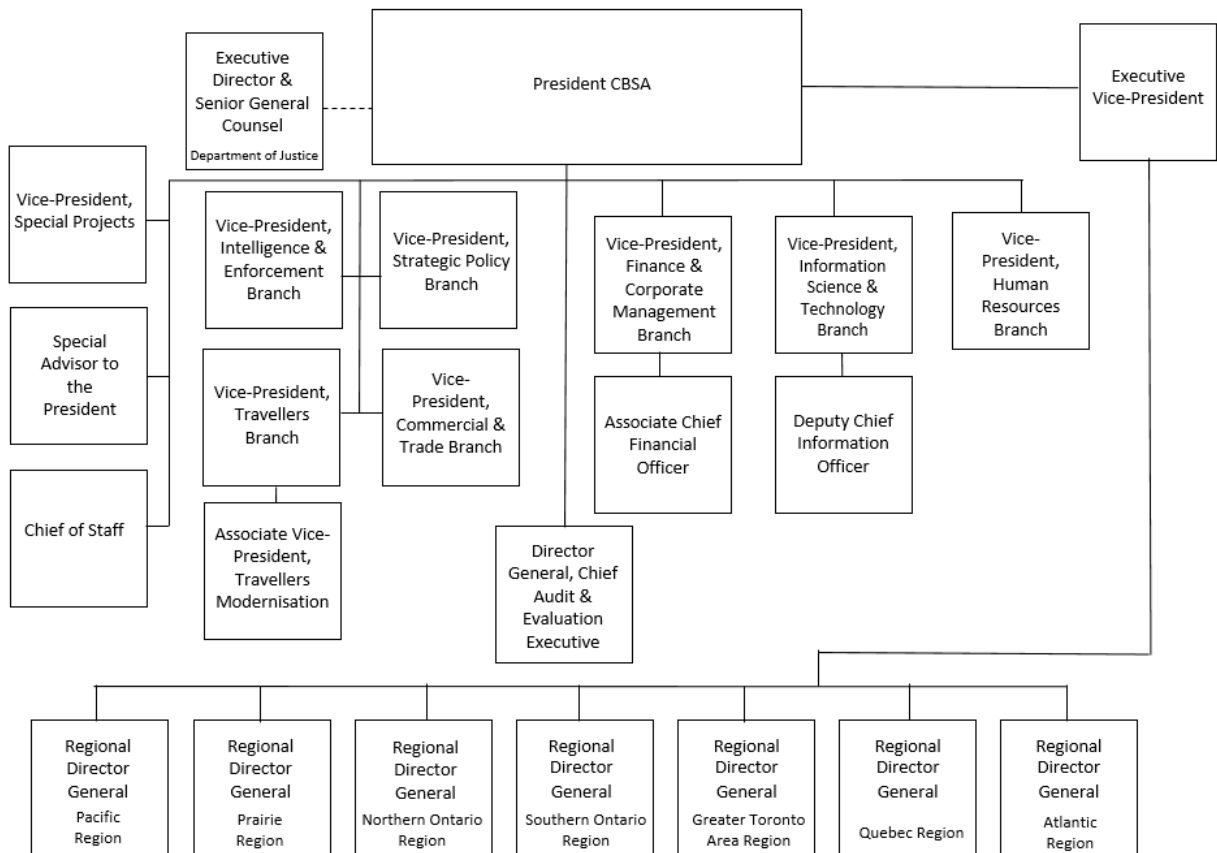 Executive
Director &
Senior General
Counsel
Department of Justice
President CBSA
Executive
Vice-President
Vice-President,
Special Projects
Vice-President,
Intelligence &
Enforcement
Branch
Vice-President,
Strategic Policy
Branch
Vice-President,
Finance &
Corporate
Management
Branch
Vice-President,
Information
Science &
Technology
Branch
Vice-
President,
Human
Resources
Branch
Special
Advisor to
the
President
Vice-President,
Travellers
Branch
Vice-
President,
Commercial &
Trade Branch
Associate Chief
Financial
Officer
Deputy Chief
Information
Officer
Chief of Staff
Associate Vice-
President,
Travellers
Modernisation
Director
General, Chief
Audit &
Evaluation
Executive
Regional
Director
General
Pacific
Region
Regional
Director
General
Prairie
Region
Regional
Director
General
Northern Ontario
Region
Regional
Director
General
Southern Ontario
Region
Regional
Director
General
Greater Toronto
Area Region
Regional
Director
General
Quebec Region
Regional
Director
General
Atlantic
Region